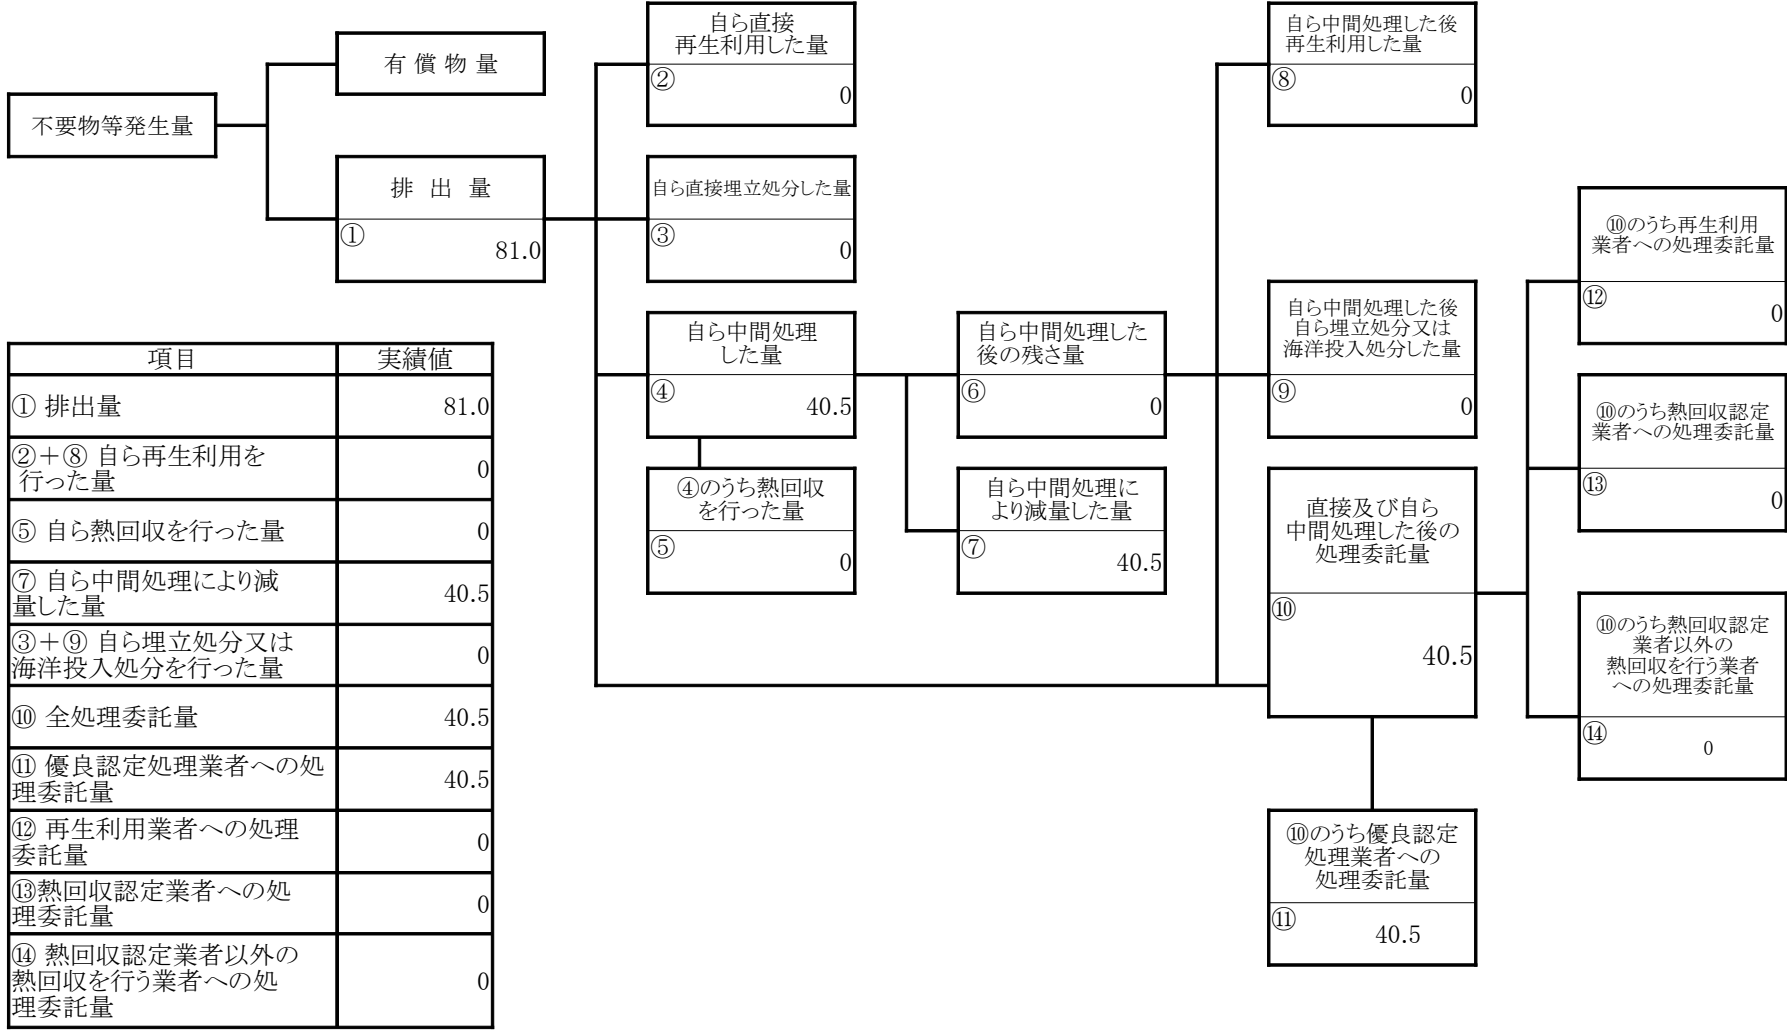 不要物等発生量
有 償 物 量
排 出 量
①
81.0
自ら直接
再生利用した量
②
0
自ら直接埋立処分した量
③
0
自ら中間処理
した量
④
40.5
④のうち熱回収
を行った量
⑤
0
自ら中間処理した
後の残さ量
⑥
0
自ら中間処理に
より減量した量
⑦
40.5
自ら中間処理した後
再生利用した量
⑧
0
自ら中間処理した後
自ら埋立処分又は
海洋投入処分した量
⑨
0
直接及び自ら
中間処理した後の
処理委託量
⑩
40.5
⑩のうち優良認定
処理業者への
処理委託量
⑪
40.5
⑩のうち再生利用
業者への処理委託量
⑫
0
⑩のうち熱回収認定
業者への処理委託量
⑬
0
⑩のうち熱回収認定
業者以外の
熱回収を行う業者
への処理委託量
⑭
0
項目 実績値
① 排出量 81.0
②＋⑧ 自ら再生利用を
行った量
0
⑤ 自ら熱回収を行った量 0
⑦ 自ら中間処理により減
量した量
40.5
③＋⑨ 自ら埋立処分又は
海洋投入処分を行った量
0
⑩ 全処理委託量 40.5
⑪ 優良認定処理業者への処
理委託量
40.5
⑫ 再生利用業者への処理
委託量
0
⑬熱回収認定業者への処
理委託量
0
⑭ 熱回収認定業者以外の
熱回収を行う業者への処
理委託量
0